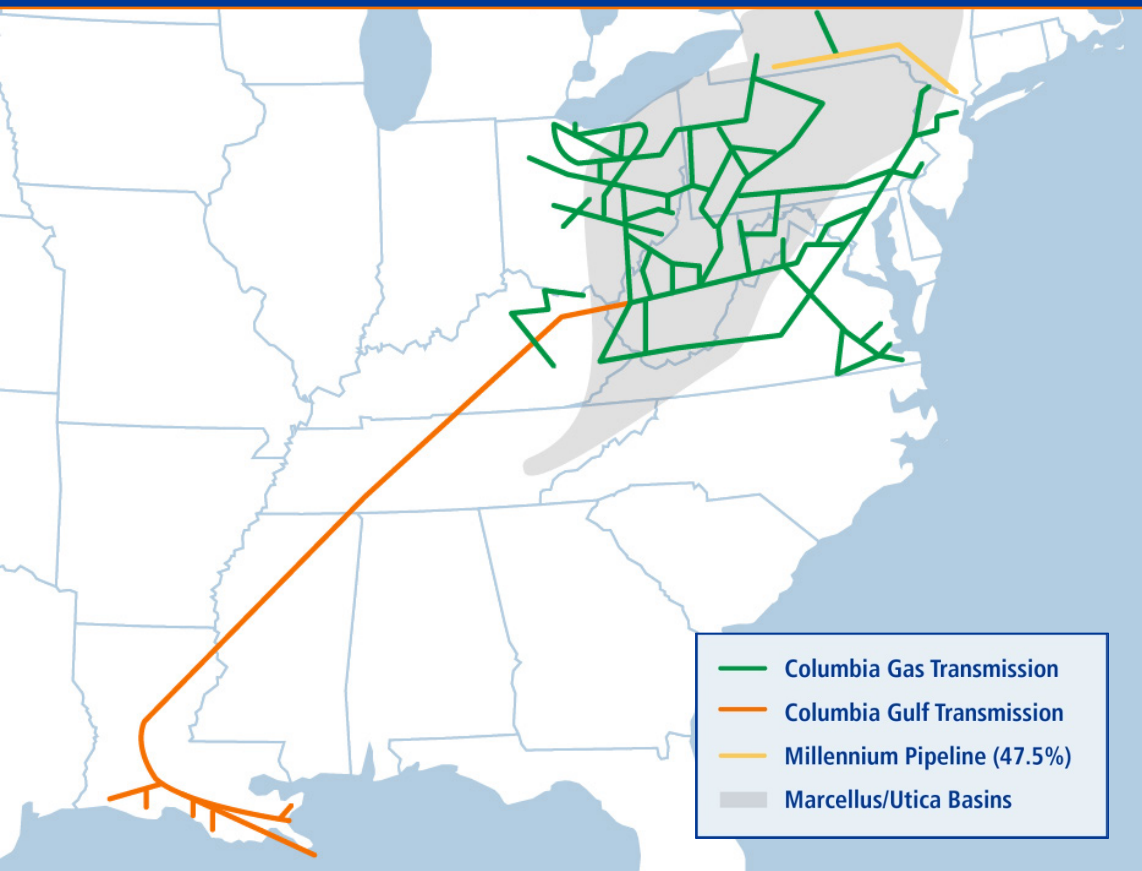 Columbia Gas Transmission
Columbia Gulf Transmission
Millennium Pipeline (47.5%)
Marcellus/Utica Basins